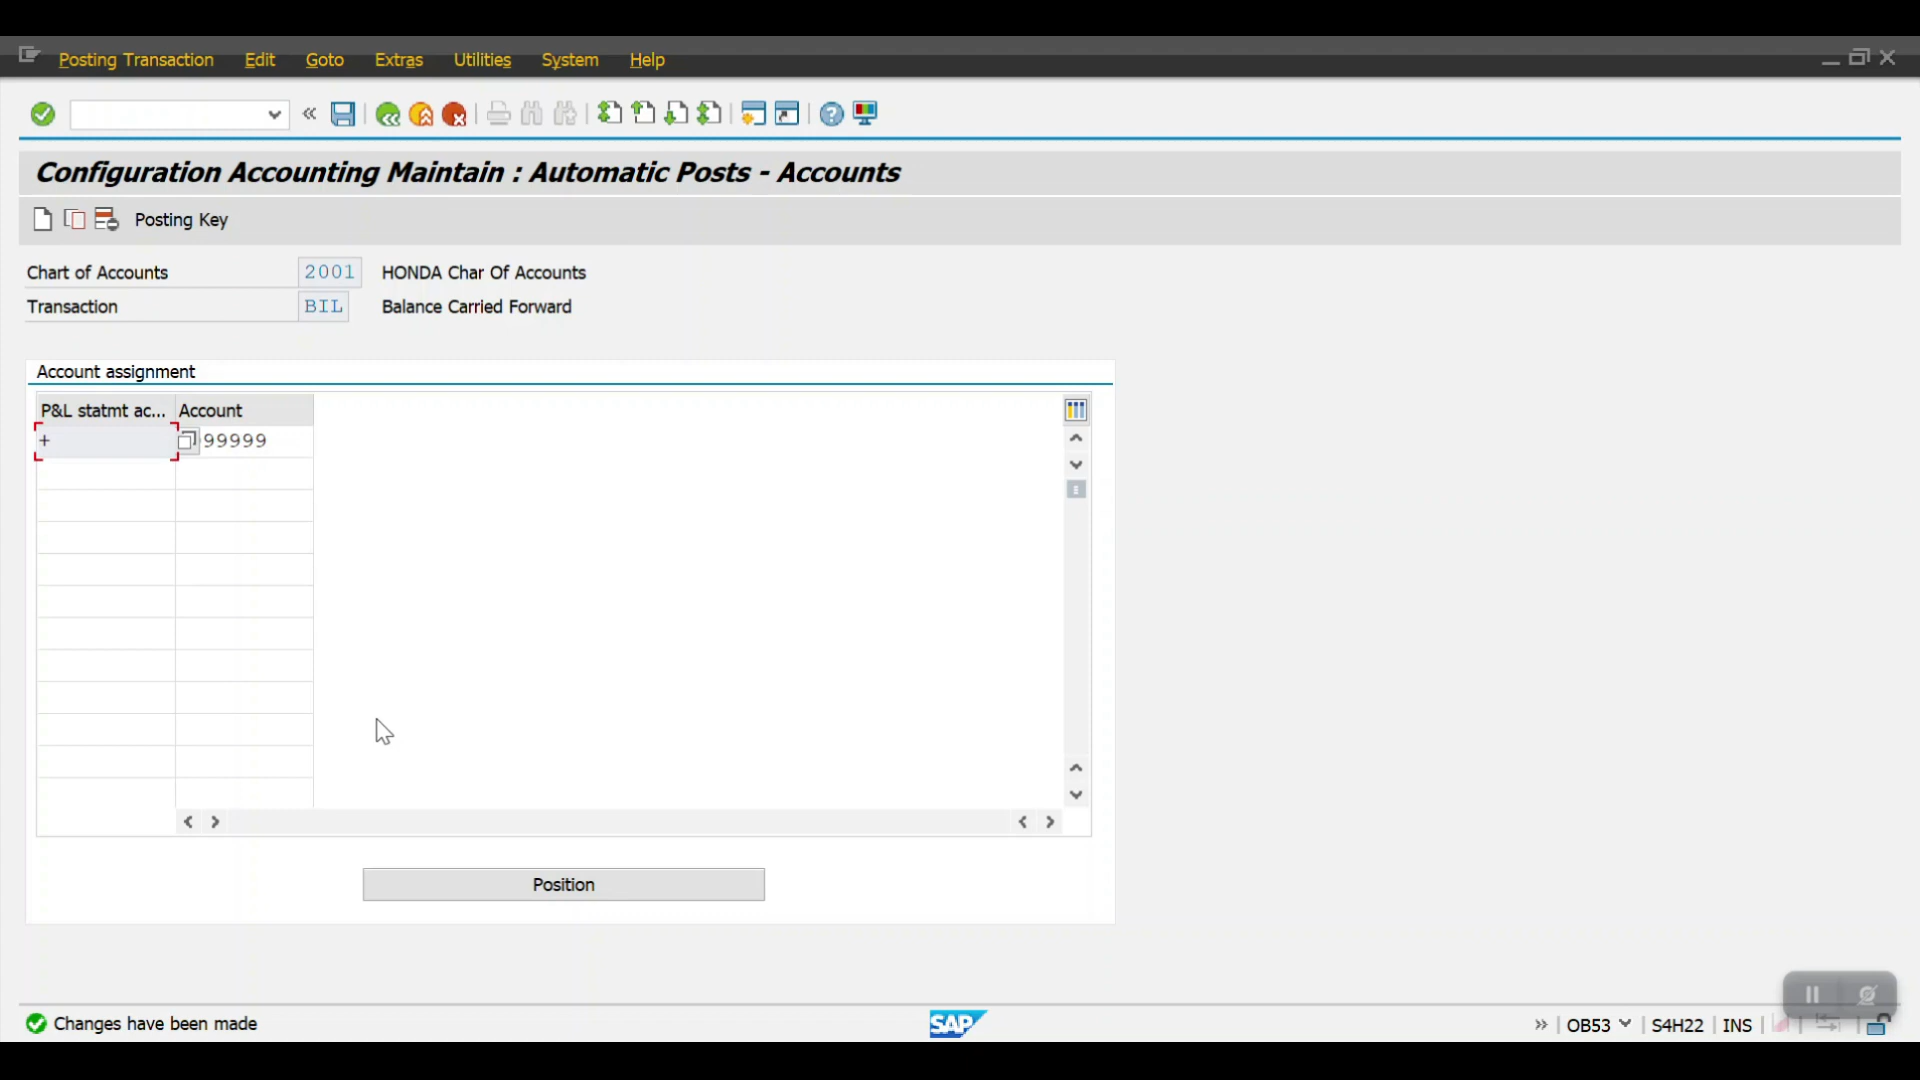 Posting Transaction Edit Goto Extras Utilities System Help
Configuration Accounting Maintain : Automatic Posts - Accounts
Posting Key
Chart of Accounts 2001 HONDA Char Of Accounts
Transaction BIL Balance Carried Forward
Account assignment
P&L statmt ac... Account
+ 99999
Position
Changes have been made SAP OB53 S4H22 INS